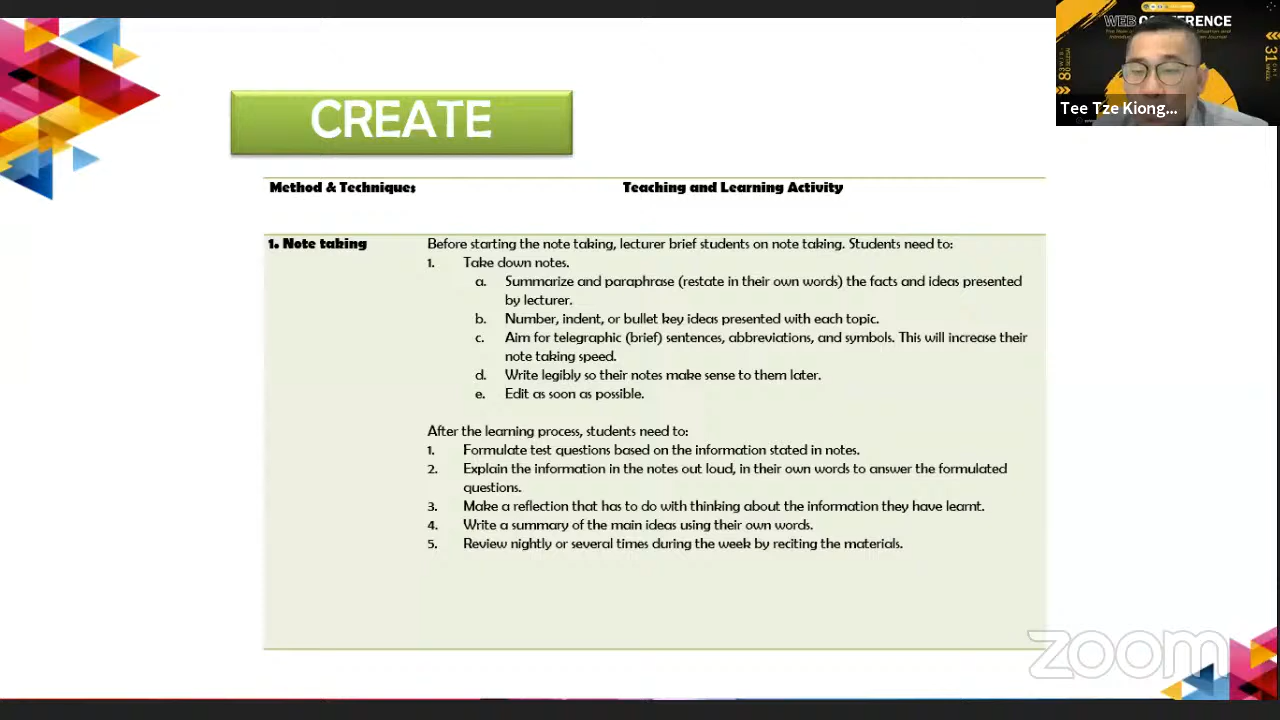 WEB CONFERENCE
Tee Tze Kiong...
CREATE
Method & Techniques Teaching and Learning Activity
1. Note taking Before starting the note taking, lecturer brief students on note taking. Students need to:
1. Take down notes.
a. Summarize and paraphrase (restate in their own words) the facts and ideas presented
by lecturer.
b. Number, indent, or bullet key ideas presented with each topic.
c. Aim for telegraphic (brief) sentences, abbreviations, and symbols. This will increase their
note taking speed.
d. Write legibly so their notes make sense to them later.
e. Edit as soon as possible.
After the learning process, students need to:
1. Formulate test questions based on the information stated in notes.
2. Explain the information in the notes out loud, in their own words to answer the formulated
questions.
3. Make a reflection that has to do with thinking about the information they have learnt.
4. Write a summary of the main ideas using their own words.
5. Review nightly or several times during the week by reciting the materials.
zoom